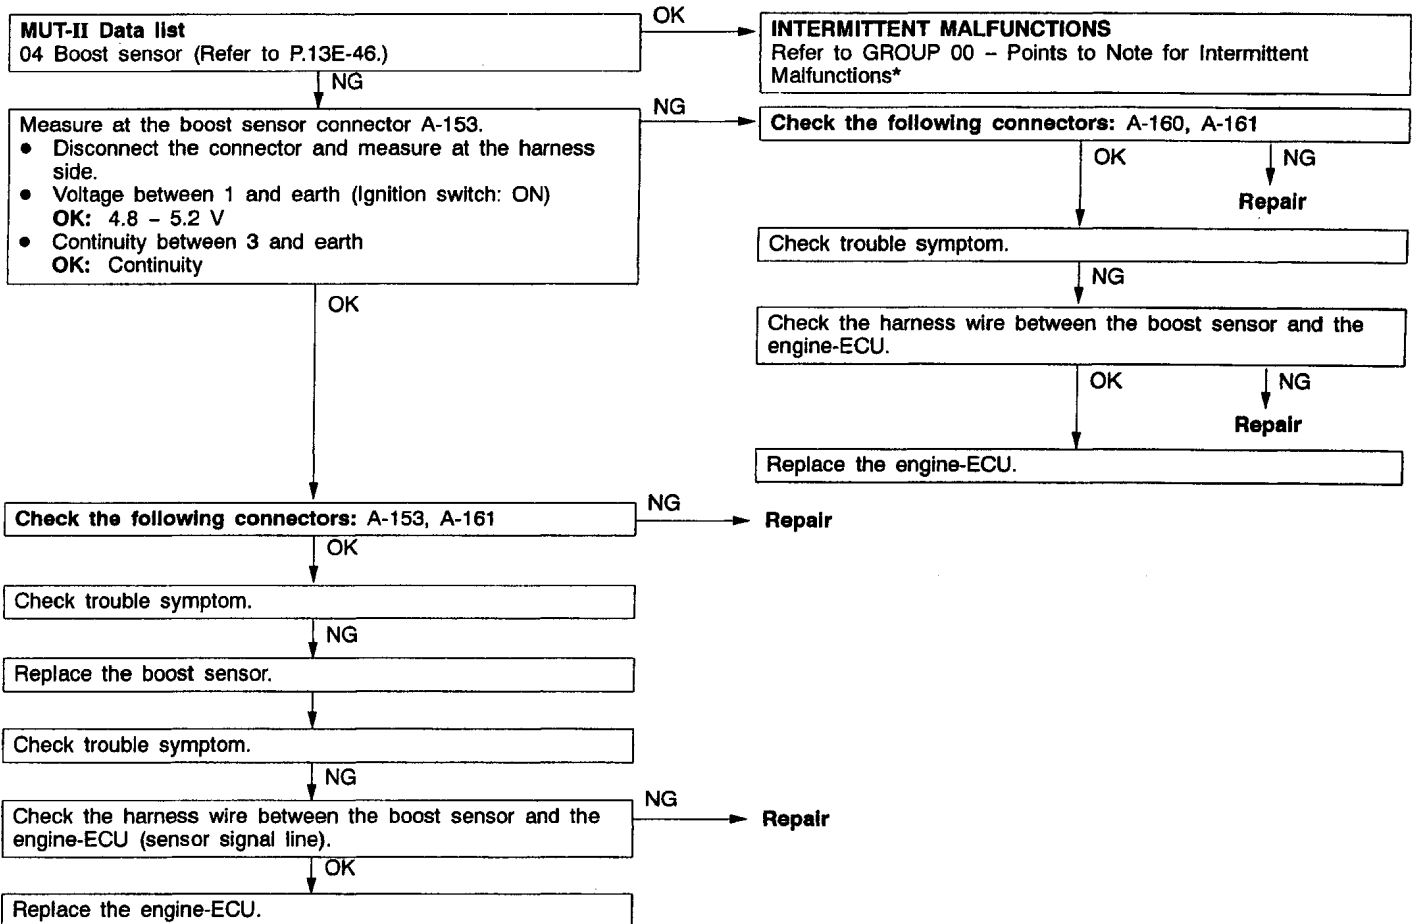 MUT-II Data list
04 Boost sensor (Refer to P.13E-46.)
OK
INTERMITTENT MALFUNCTIONS
Refer to GROUP 00 – Points to Note for Intermittent
Malfunctions*
NG
Measure at the boost sensor connector A-153.
● Disconnect the connector and measure at the harness
side.
● Voltage between 1 and earth (Ignition switch: ON)
OK: 4.8 – 5.2 V
● Continuity between 3 and earth
OK: Continuity
NG
Check the following connectors: A-160, A-161
OK
NG
Repair
Check trouble symptom.
NG
Check the harness wire between the boost sensor and the
engine-ECU.
OK
NG
Repair
Replace the engine-ECU.
OK
Check the following connectors: A-153, A-161
NG
Repair
OK
Check trouble symptom.
NG
Replace the boost sensor.
Check trouble symptom.
NG
Check the harness wire between the boost sensor and the
engine-ECU (sensor signal line).
NG
Repair
OK
Replace the engine-ECU.